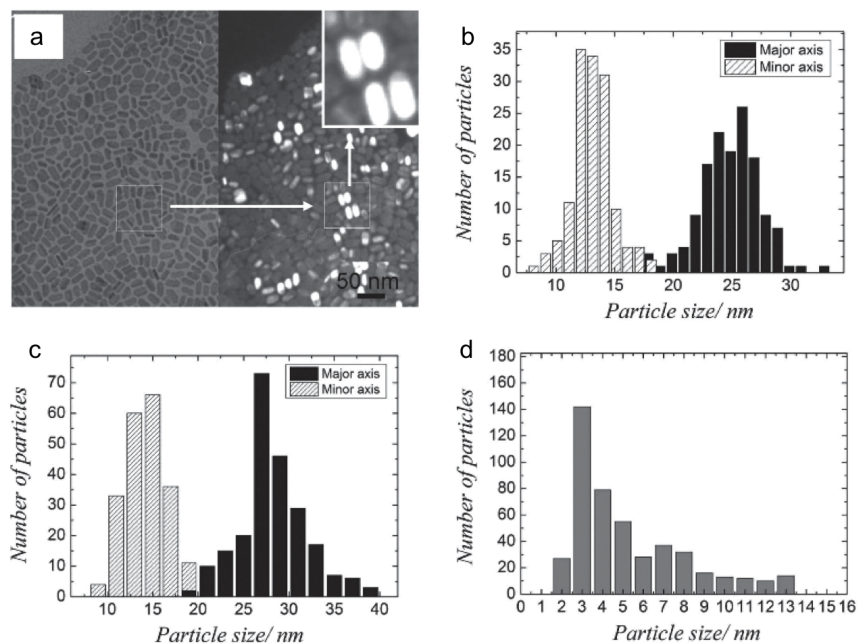 a
50 nm
b
Major axis
Minor axis
Number of particles
35
30
25
20
15
10
5
0
10 15 20 25 30
Particle size/ nm
c
Major axis
Minor axis
Number of particles
70
60
50
40
30
20
10
0
10 15 20 25 30 35 40
Particle size/ nm
d
Number of particles
180
160
140
120
100
80
60
40
20
0
0 1 2 3 4 5 6 7 8 9 10 11 12 13 14 15 16
Particle size/ nm